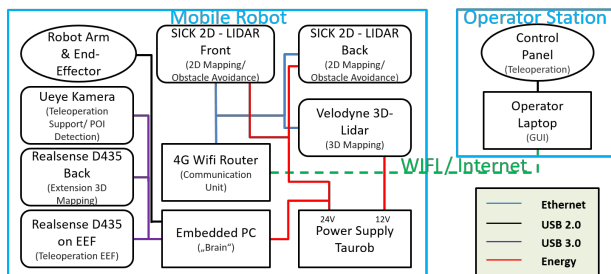 Mobile Robot
Operator Station
Robot Arm
& End-
Effector
SICK 2D - LIDAR
Front
(2D Mapping/
Obstacle Avoidance)
SICK 2D - LIDAR
Back
(2D Mapping/
Obstacle Avoidance)
Control
Panel
(Teleoperation)
Ueye Kamera
(Teleoperation
Support/ POI
Detection)
Velodyne 3D-
Lidar
(3D Mapping)
Operator
Laptop
(GUI)
Realsense D435
Back
(Extension 3D
Mapping)
4G Wifi Router
(Communication
Unit)
WIFI/ Internet
Realsense D435
on EEF
(Teleoperation EEF)
Embedded PC
(„Brain“)
24V
12V
Power Supply
Taurob
Ethernet
USB 2.0
USB 3.0
Energy